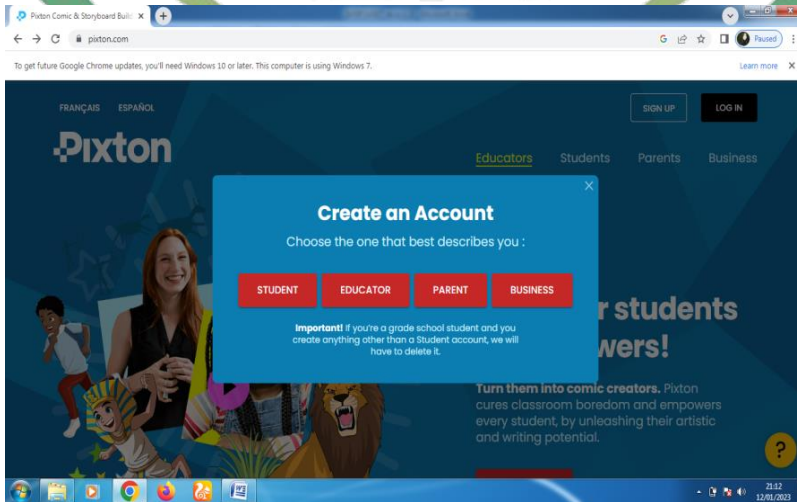 Pixton Comic & Storyboard Build
pixton.com
Paused
To get future Google Chrome updates, you'll need Windows 10 or later. This computer is using Windows 7.
Learn more
FRANÇAIS ESPAÑOL
SIGN UP
LOG IN
Pixton
Educators Students Parents Business
Create an Account
Choose the one that best describes you :
STUDENT EDUCATOR PARENT BUSINESS
Important! If you're a grade school student and you
create anything other than a Student account, we will
have to delete it.
r students
wers!
Turn them into comic creators. Pixton
cures classroom boredom and empowers
every student, by unleashing their artistic
and writing potential.
?
21:12
12/01/2023